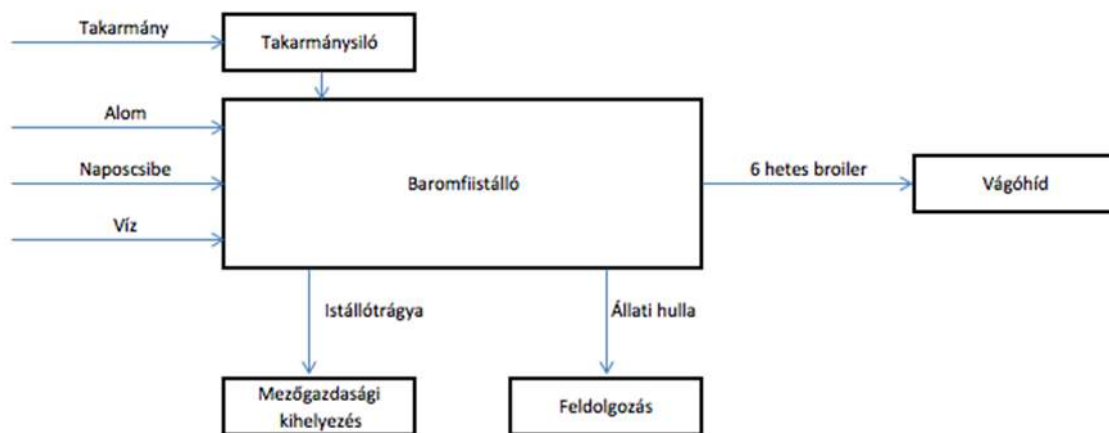 Takarmány
Takarmánysiló
Alom
Naposcsibe
Víz
Baromfiistálló
6 hetes broiler
Vágóhíd
Istállótrágya
Állati hulla
Mezőgazdasági
kihelyezés
Feldolgozás